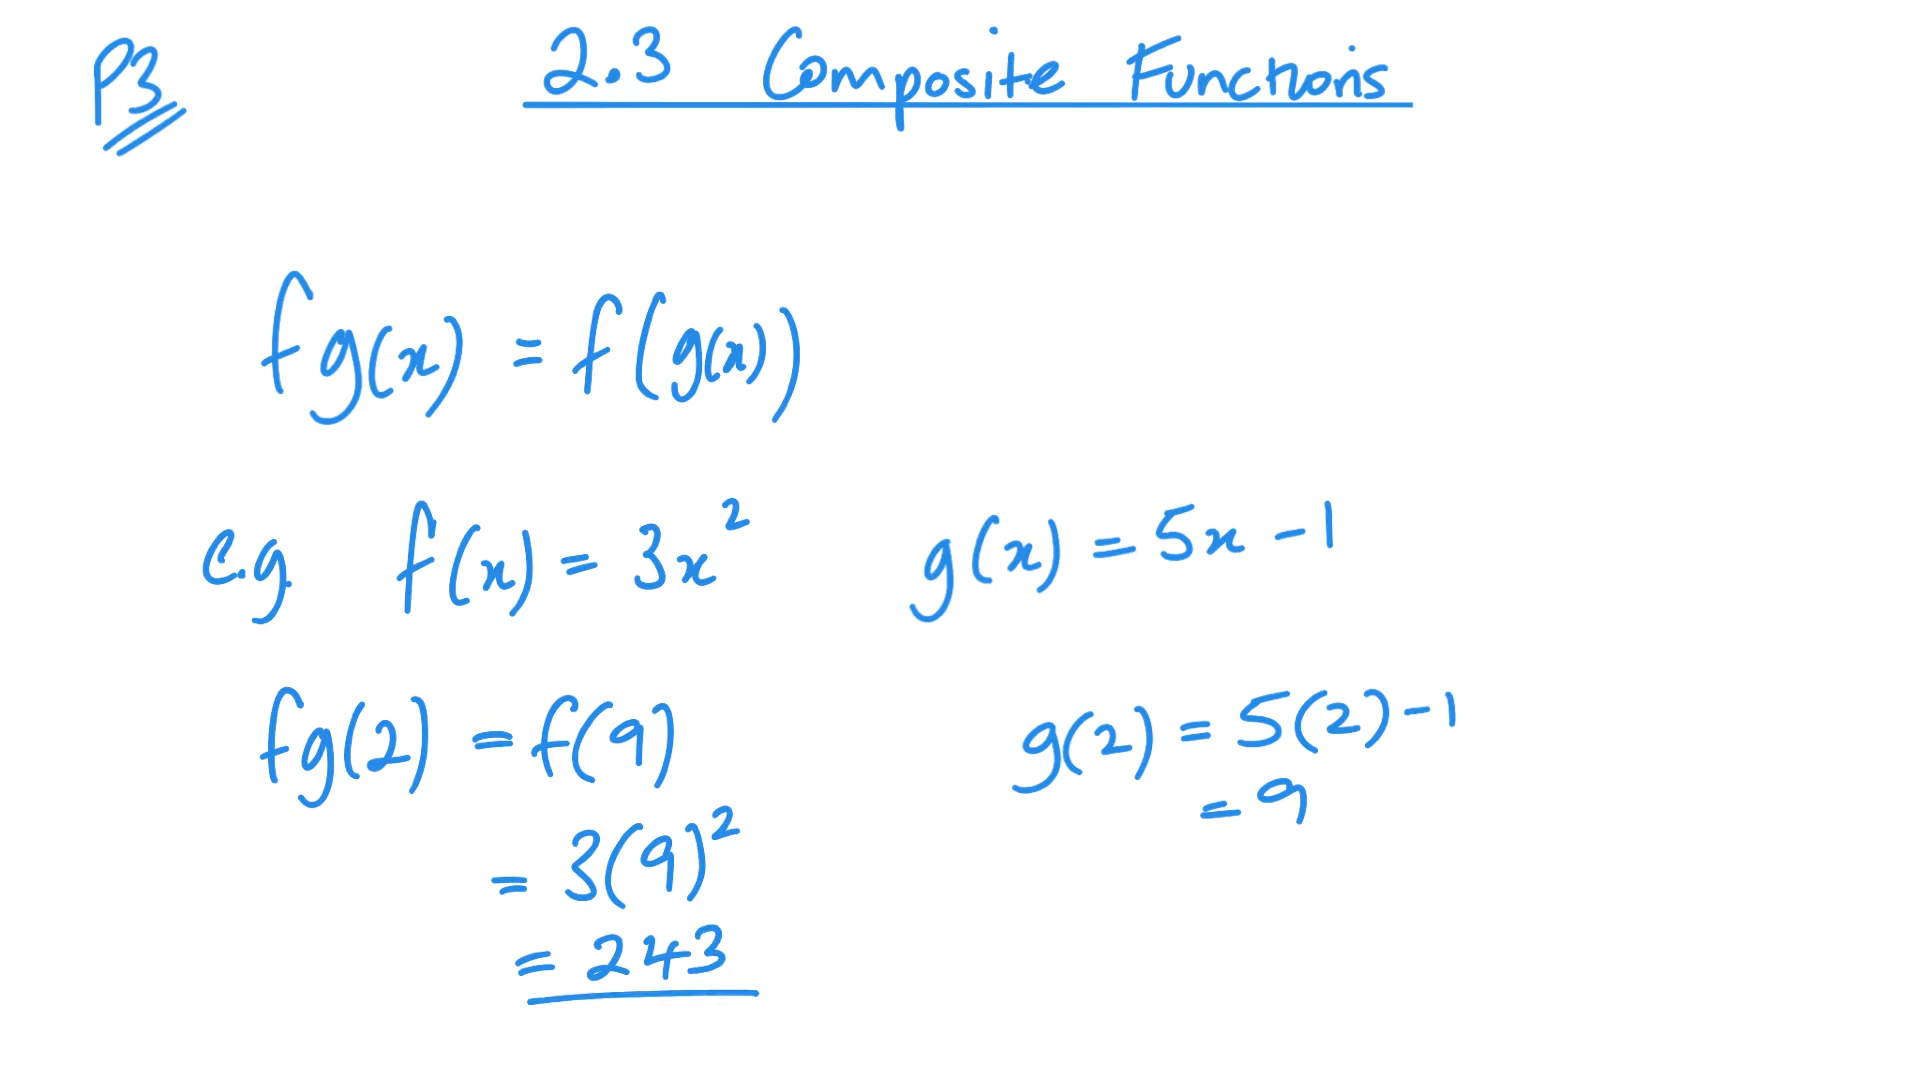 P3
2.3 Composite Functions
fg(x) = f(g(x))
e.g. f(x) = 3x² g(x) = 5x - 1
fg(2) = f(9) g(2) = 5(2) - 1
= 9
= 3(9)²
= 243